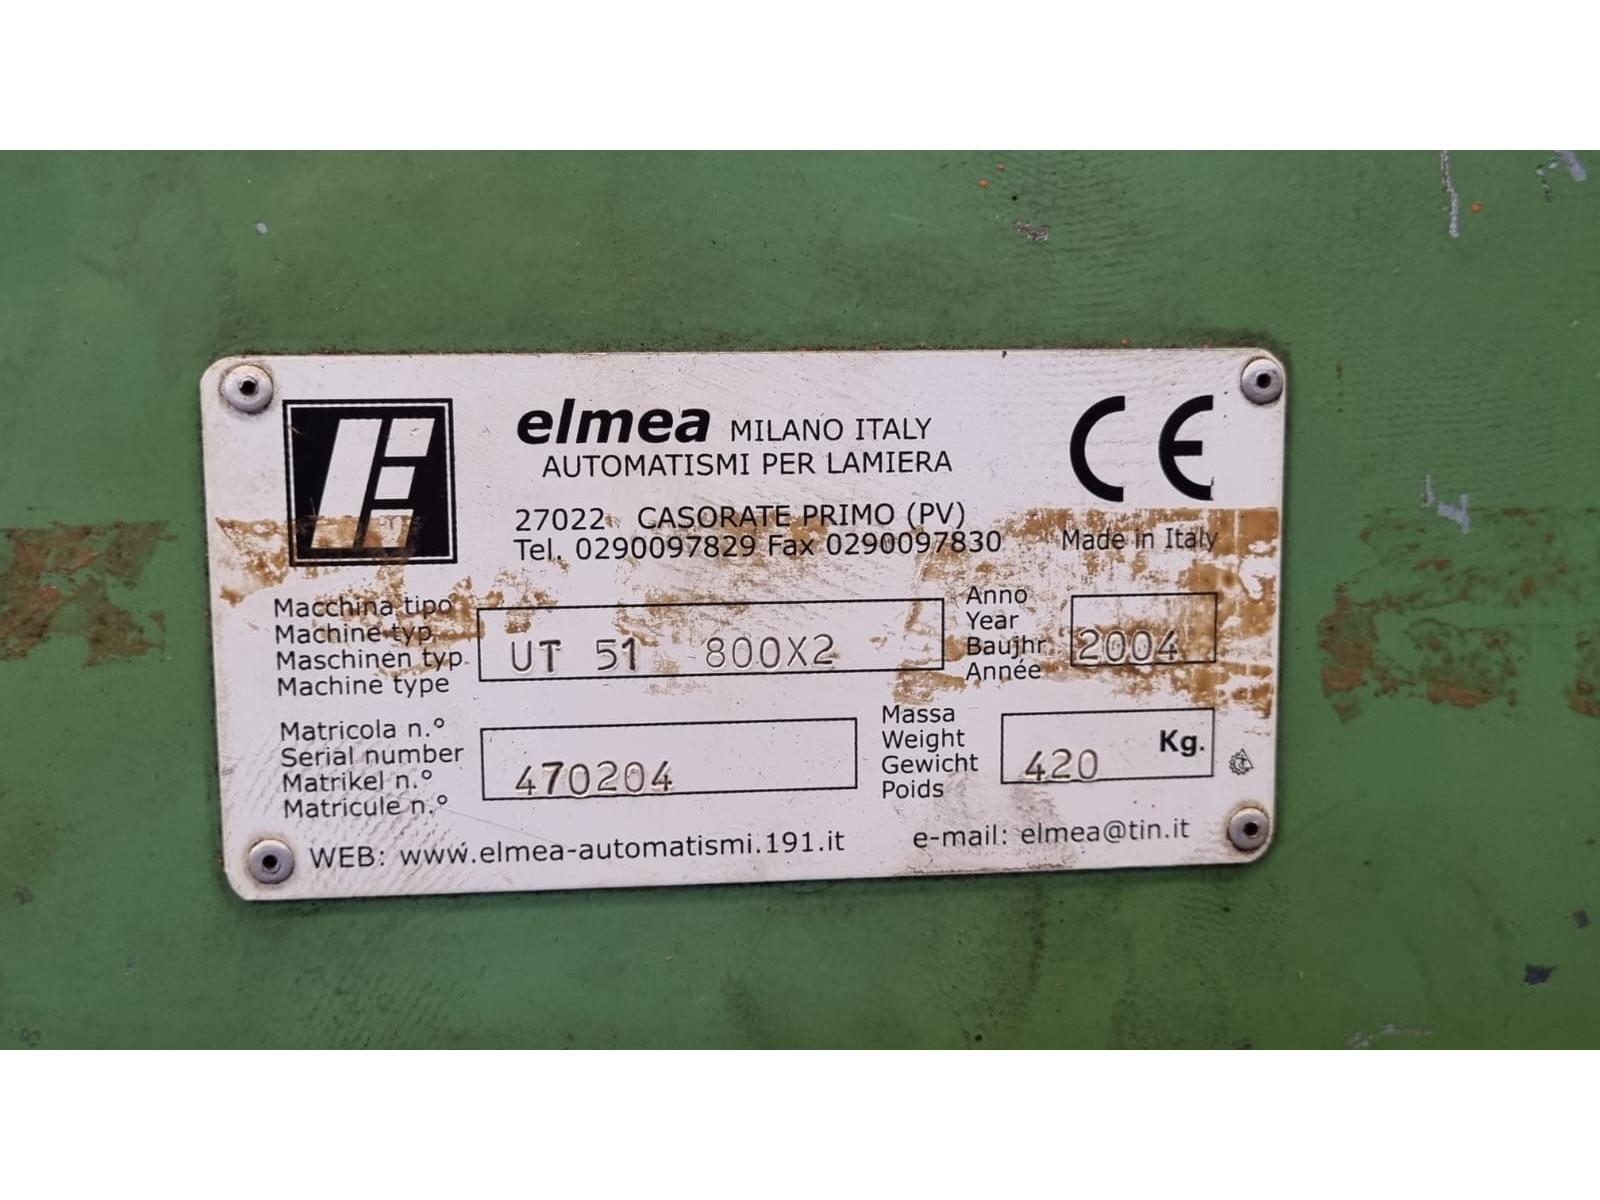 elmea MILANO ITALY
AUTOMATISMI PER LAMIERA
CE
27022 CASORATE PRIMO (PV)
Tel. 0290097829 Fax 0290097830
Made in Italy
Macchina tipo
Machine typ.
Maschinen typ.
Machine type
UT 51 800X2
Anno
Year
Baujhr
Année
2004
Matricola n.°
Serial number
Matrikel n.°
Matricule n.°
470204
Massa
Weight
Gewicht
Poids
420 Kg.
WEB: www.elmea-automatismi.191.it
e-mail: elmea@tin.it